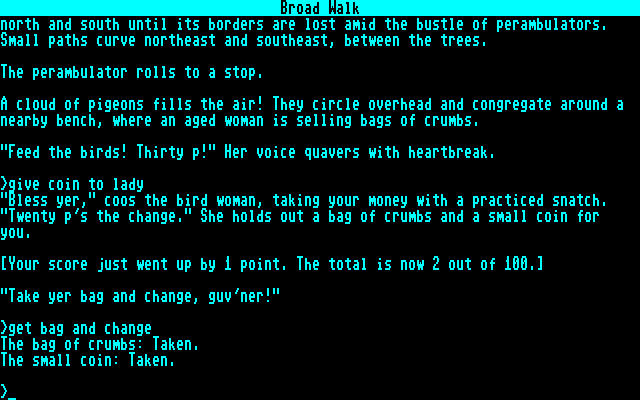 Broad Walk
north and south until its borders are lost amid the bustle of perambulators.
Small paths curve northeast and southeast, between the trees.
The perambulator rolls to a stop.
A cloud of pigeons fills the air! They circle overhead and congregate around a
nearby bench, where an aged woman is selling bags of crumbs.
"Feed the birds! Thirty p!" Her voice quavers with heartbreak.
>give coin to lady
"Bless yer," coos the bird woman, taking your money with a practiced snatch.
"Twenty p's the change." She holds out a bag of crumbs and a small coin for
you.
[Your score just went up by 1 point. The total is now 2 out of 100.]
"Take yer bag and change, guv'ner!"
>get bag and change
The bag of crumbs: Taken.
The small coin: Taken.
>_